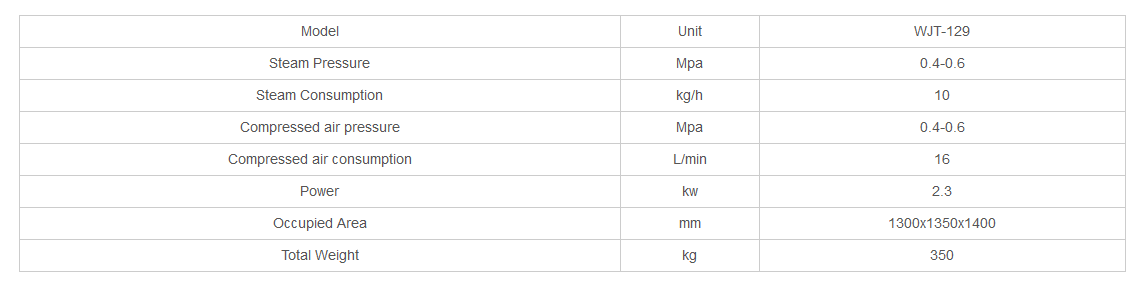 Model Unit WJT-129
Steam Pressure Mpa 0.4-0.6
Steam Consumption kg/h 10
Compressed air pressure Mpa 0.4-0.6
Compressed air consumption L/min 16
Power kw 2.3
Occupied Area mm 1300x1350x1400
Total Weight kg 350